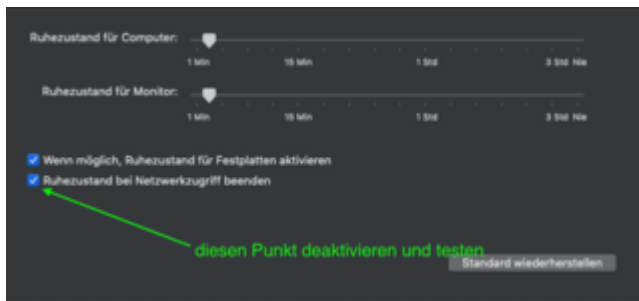 Ruhezustand für Computer:
1 Min 15 Min 1 Std 3 Std Nie
Ruhezustand für Monitor:
1 Min 15 Min 1 Std 3 Std Nie
Wenn möglich, Ruhezustand für Festplatten aktivieren
Ruhezustand bei Netzwerkzugriff beenden
diesen Punkt deaktivieren und testen
Standard wiederherstellen